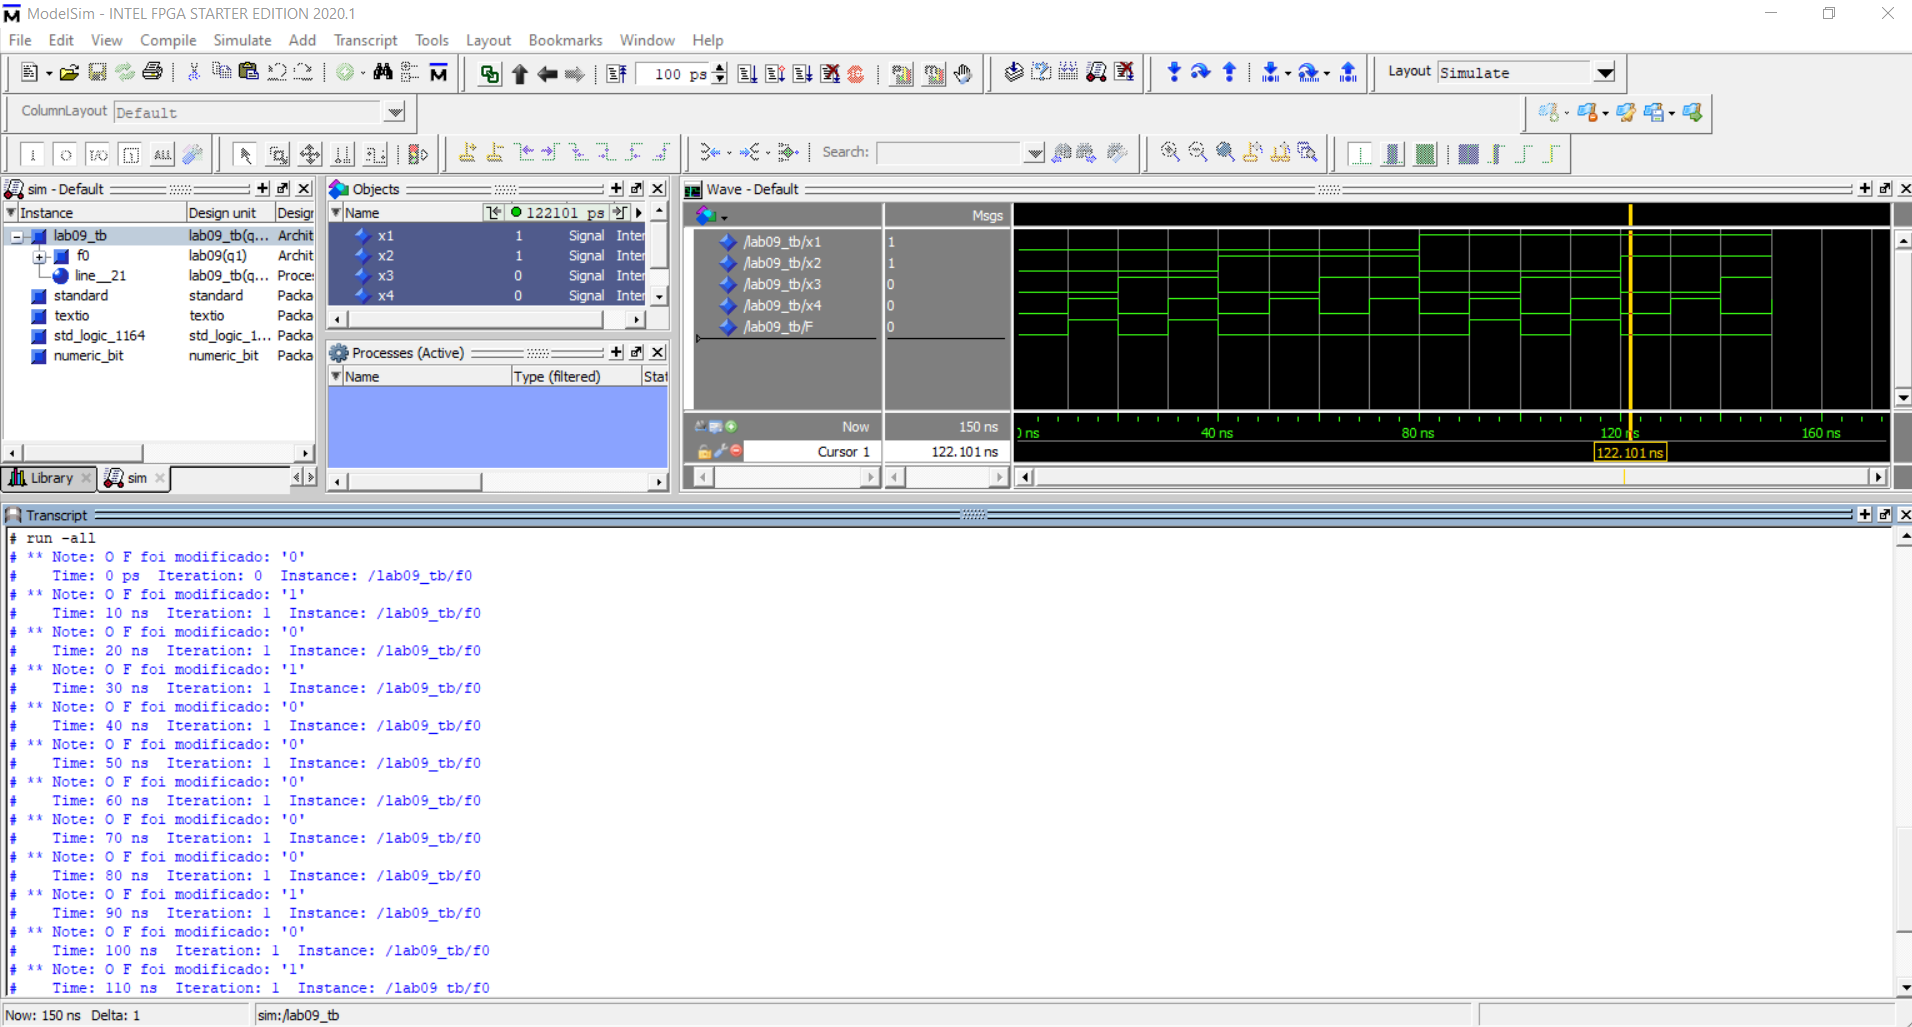 ModelSim - INTEL FPGA STARTER EDITION 2020.1
File Edit View Compile Simulate Add Transcript Tools Layout Bookmarks Window Help
100 ps
Layout Simulate
ColumnLayout Default
ALL
Search:
sim - Default
Instance Design unit Design
lab09_tb lab09_tb(q... Archit
f0 lab09(q1) Archit
line__21 lab09_tb(q... Proces
standard standard Packa
textio textio Packa
std_logic_1164 std_logic_1... Packa
numeric_bit numeric_bit Packa
Library sim
Objects
Name 122101 ps
x1 1 Signal Inter
x2 1 Signal Inter
x3 0 Signal Inter
x4 0 Signal Inter
Processes (Active)
Name Type (filtered) Stat
Wave - Default
Msgs
/lab09_tb/x1 1
/lab09_tb/x2 1
/lab09_tb/x3 0
/lab09_tb/x4 0
/lab09_tb/F 0
Now 150 ns
Cursor 1 122.101 ns
40 ns 80 ns 120 ns 160 ns
122.101 ns
Transcript
# run -all
# ** Note: O F foi modificado: '0'
# Time: 0 ps Iteration: 0 Instance: /lab09_tb/f0
# ** Note: O F foi modificado: '1'
# Time: 10 ns Iteration: 1 Instance: /lab09_tb/f0
# ** Note: O F foi modificado: '0'
# Time: 20 ns Iteration: 1 Instance: /lab09_tb/f0
# ** Note: O F foi modificado: '1'
# Time: 30 ns Iteration: 1 Instance: /lab09_tb/f0
# ** Note: O F foi modificado: '0'
# Time: 40 ns Iteration: 1 Instance: /lab09_tb/f0
# ** Note: O F foi modificado: '0'
# Time: 50 ns Iteration: 1 Instance: /lab09_tb/f0
# ** Note: O F foi modificado: '0'
# Time: 60 ns Iteration: 1 Instance: /lab09_tb/f0
# ** Note: O F foi modificado: '0'
# Time: 70 ns Iteration: 1 Instance: /lab09_tb/f0
# ** Note: O F foi modificado: '0'
# Time: 80 ns Iteration: 1 Instance: /lab09_tb/f0
# ** Note: O F foi modificado: '1'
# Time: 90 ns Iteration: 1 Instance: /lab09_tb/f0
# ** Note: O F foi modificado: '0'
# Time: 100 ns Iteration: 1 Instance: /lab09_tb/f0
# ** Note: O F foi modificado: '1'
# Time: 110 ns Iteration: 1 Instance: /lab09_tb/f0
Now: 150 ns Delta: 1 sim:/lab09_tb